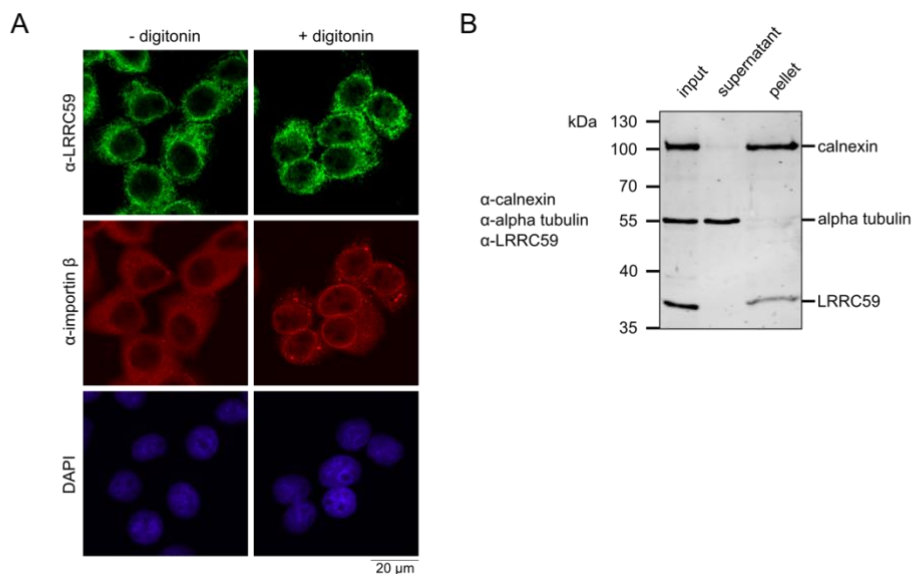 A
- digitonin
+ digitonin
α-LRRC59
α-importin β
DAPI
20 µm
B
input
supernatant
pellet
kDa
130
100
70
55
40
35
α-calnexin
α-alpha tubulin
α-LRRC59
calnexin
alpha tubulin
LRRC59